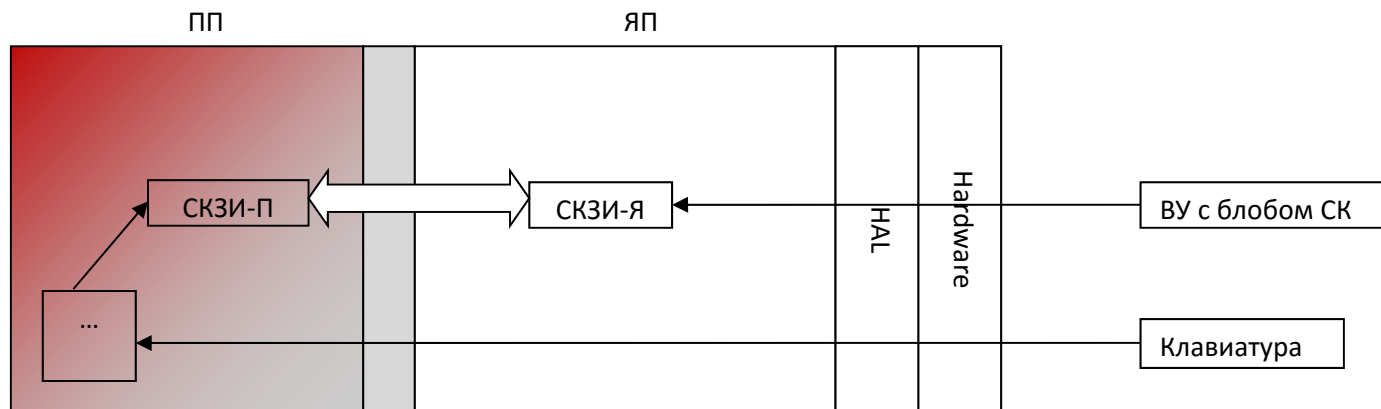 ПП
ЯП
СКЗИ-П
СКЗИ-Я
HAL
Hardware
ВУ с блобом СК
...
Клавиатура